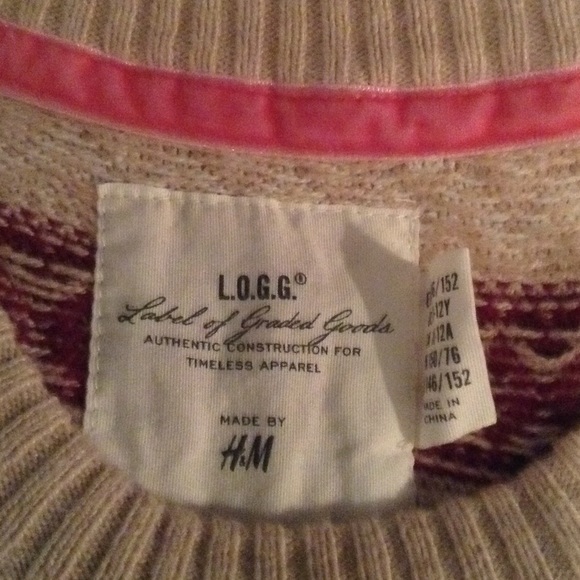 L.O.G.G.®
Label of Graded Goods
AUTHENTIC CONSTRUCTION FOR
TIMELESS APPAREL
MADE BY
H&M
/152
-12Y
/12A
/76
/152
MADE IN
CHINA